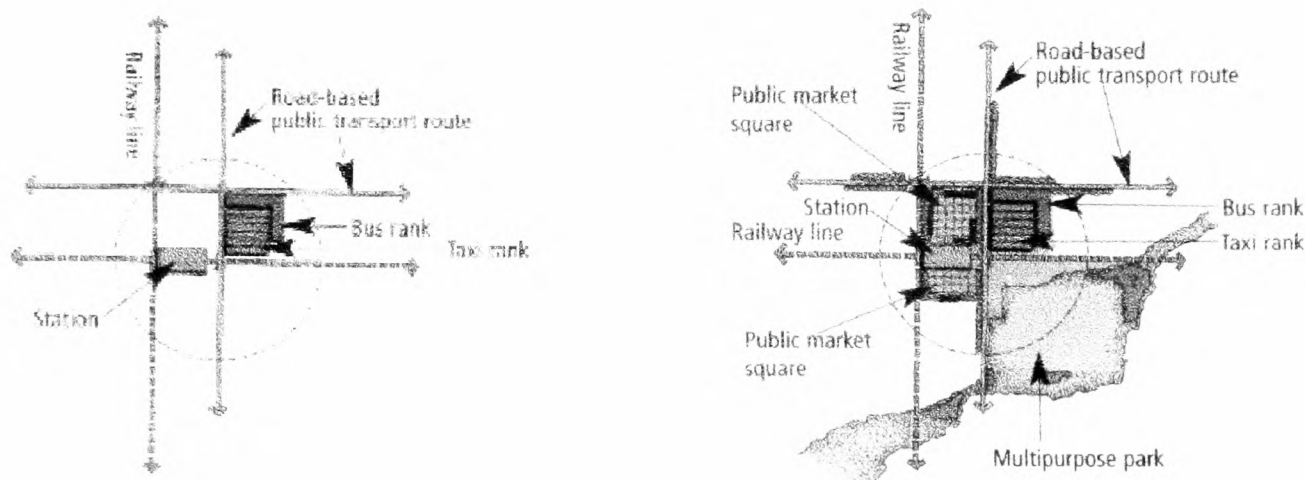 Railway line
Road-based
public transport route
Bus rank
Taxi rank
Station
Railway line
Road-based
public transport route
Public market
square
Station
Railway line
Bus rank
Taxi rank
Public market
square
Multipurpose park